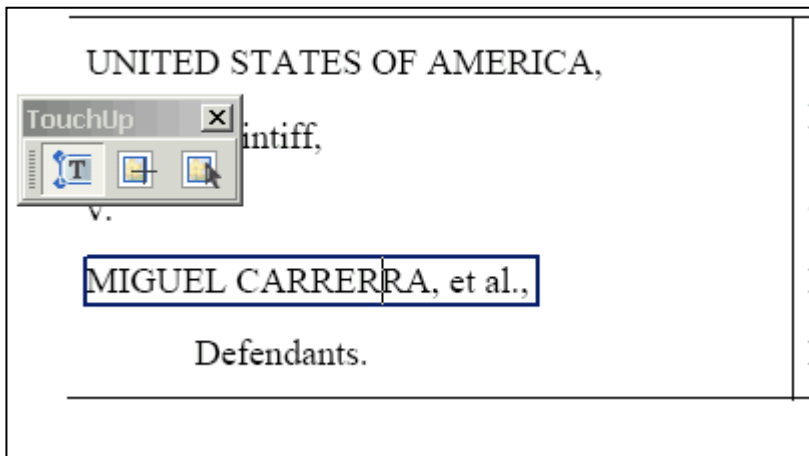 UNITED STATES OF AMERICA,
TouchUp
intiff,
v.
MIGUEL CARRERRA, et al.,
Defendants.